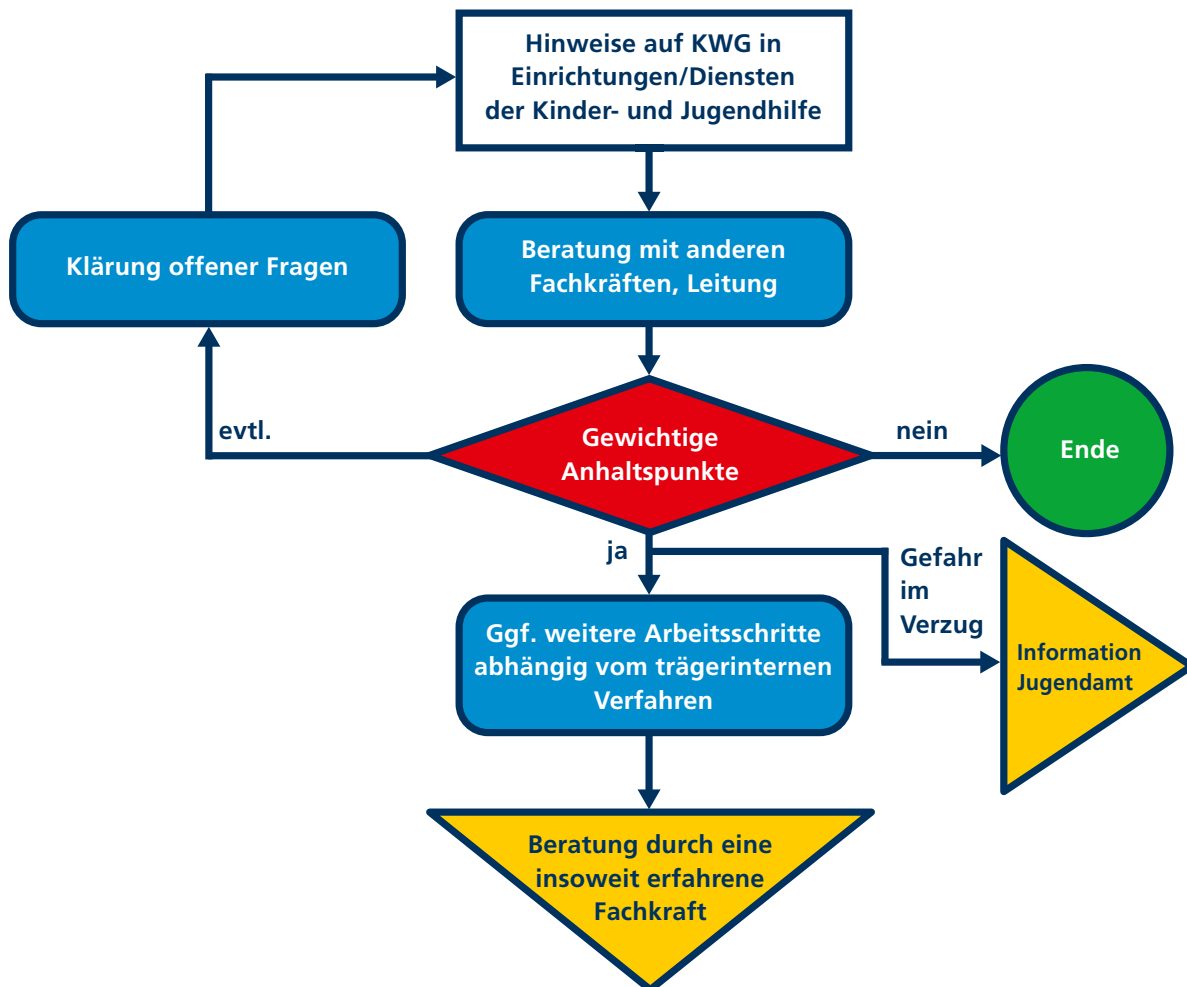 Hinweise auf KWG in
Einrichtungen/Diensten
der Kinder- und Jugendhilfe
Klärung offener Fragen
Beratung mit anderen
Fachkräften, Leitung
evtl.
Gewichtige
Anhaltspunkte
nein
Ende
ja
Gefahr
im
Verzug
Ggf. weitere Arbeitsschritte
abhängig vom trägerinternen
Verfahren
Information
Jugendamt
Beratung durch eine
insoweit erfahrene
Fachkraft